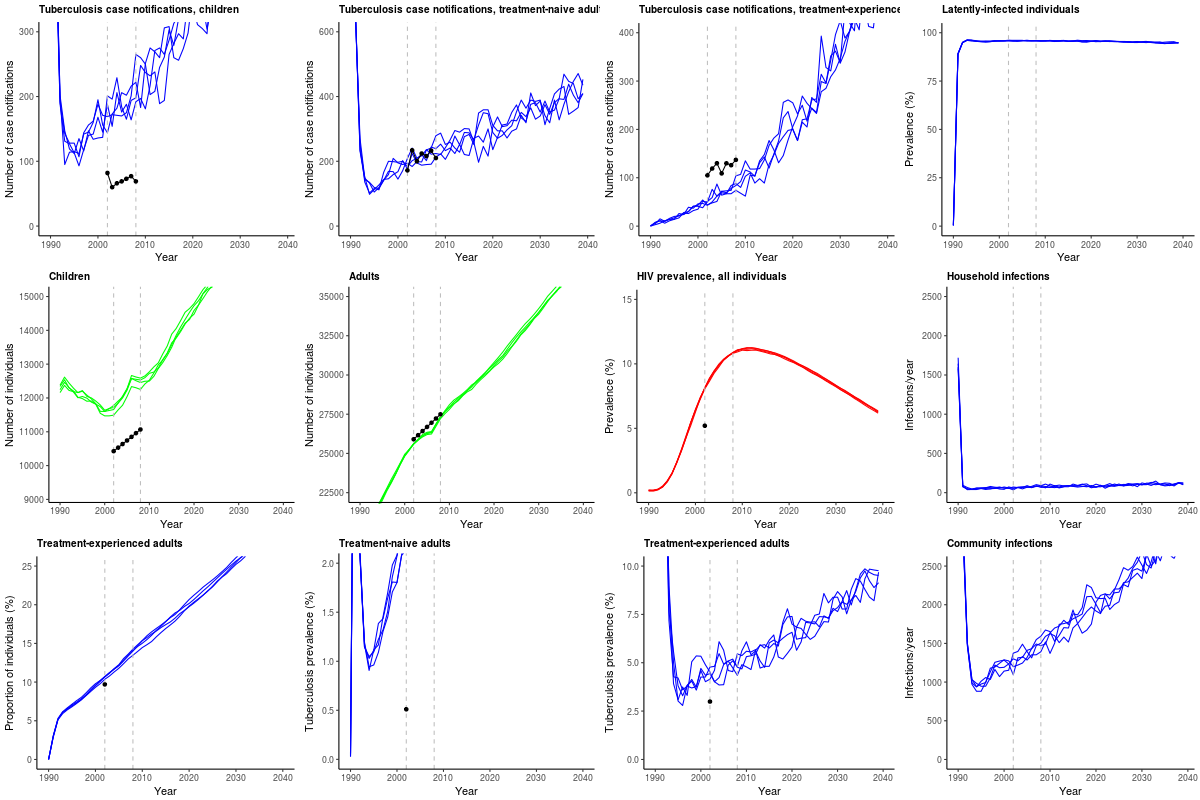 Tuberculosis case notifications, children
Number of case notifications
300
200
100
0
1990 2000 2010 2020 2030 2040
Year
Tuberculosis case notifications, treatment-naive adul
Number of case notifications
600
400
200
0
1990 2000 2010 2020 2030 2040
Year
Tuberculosis case notifications, treatment-experience
Number of case notifications
400
300
200
100
0
1990 2000 2010 2020 2030 2040
Year
Latently-infected individuals
Prevalence (%)
100
75
50
25
0
1990 2000 2010 2020 2030 2040
Year
Children
Number of individuals
15000
14000
13000
12000
11000
10000
9000
1990 2000 2010 2020 2030 2040
Year
Adults
Number of individuals
35000
32500
30000
27500
25000
22500
1990 2000 2010 2020 2030 2040
Year
HIV prevalence, all individuals
Prevalence (%)
15
10
5
0
1990 2000 2010 2020 2030 2040
Year
Household infections
Infections/year
2500
2000
1500
1000
500
0
1990 2000 2010 2020 2030 2040
Year
Treatment-experienced adults
Proportion of individuals (%)
25
20
15
10
5
0
1990 2000 2010 2020 2030 2040
Year
Treatment-naive adults
Tuberculosis prevalence (%)
2.0
1.5
1.0
0.5
0.0
1990 2000 2010 2020 2030 2040
Year
Treatment-experienced adults
Tuberculosis prevalence (%)
10.0
7.5
5.0
2.5
0.0
1990 2000 2010 2020 2030 2040
Year
Community infections
Infections/year
2500
2000
1500
1000
500
0
1990 2000 2010 2020 2030 2040
Year